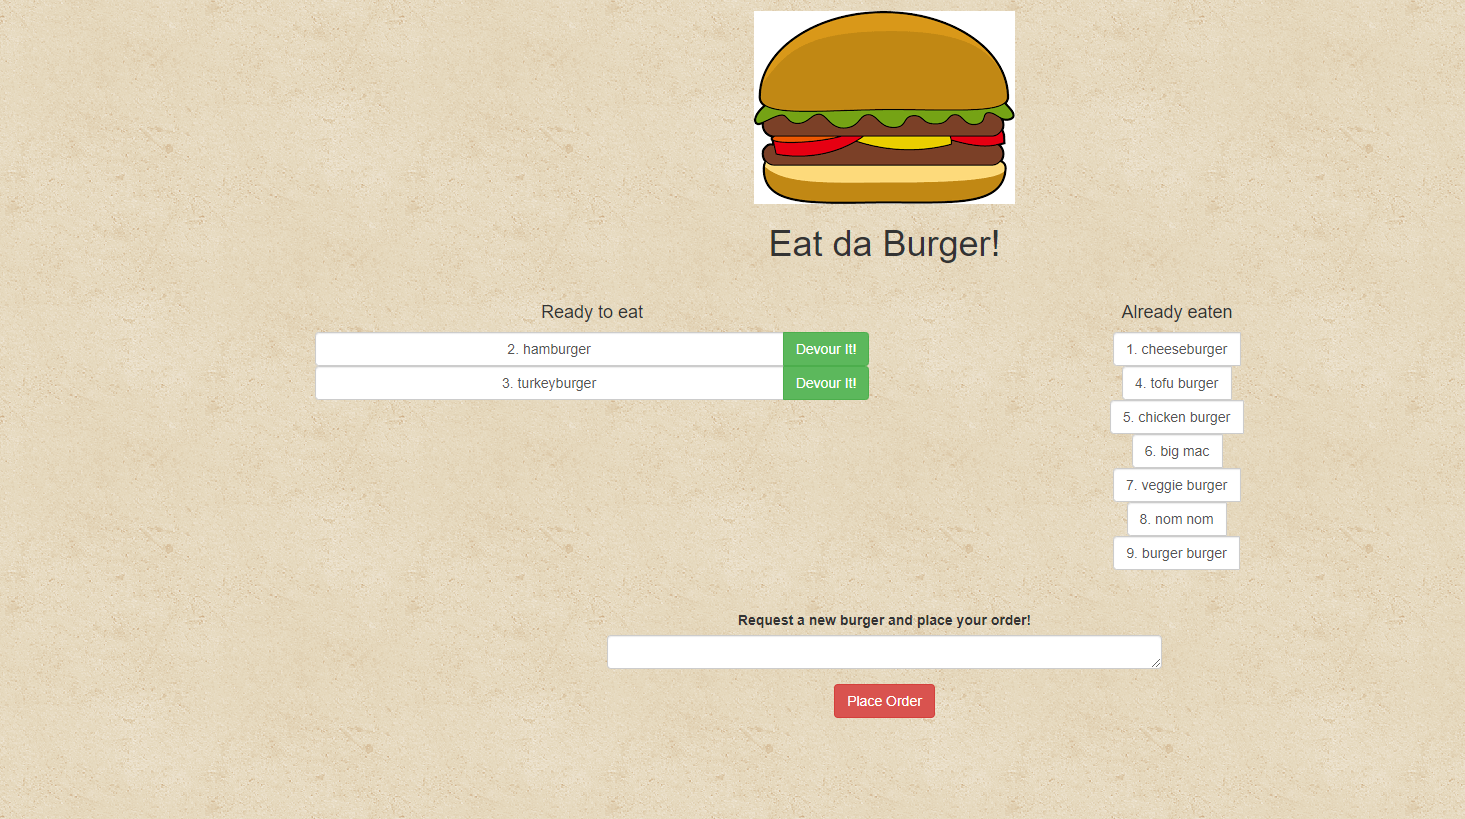 Eat da Burger!
Ready to eat
2. hamburger
Devour It!
3. turkeyburger
Devour It!
Already eaten
1. cheeseburger
4. tofu burger
5. chicken burger
6. big mac
7. veggie burger
8. nom nom
9. burger burger
Request a new burger and place your order!
Place Order